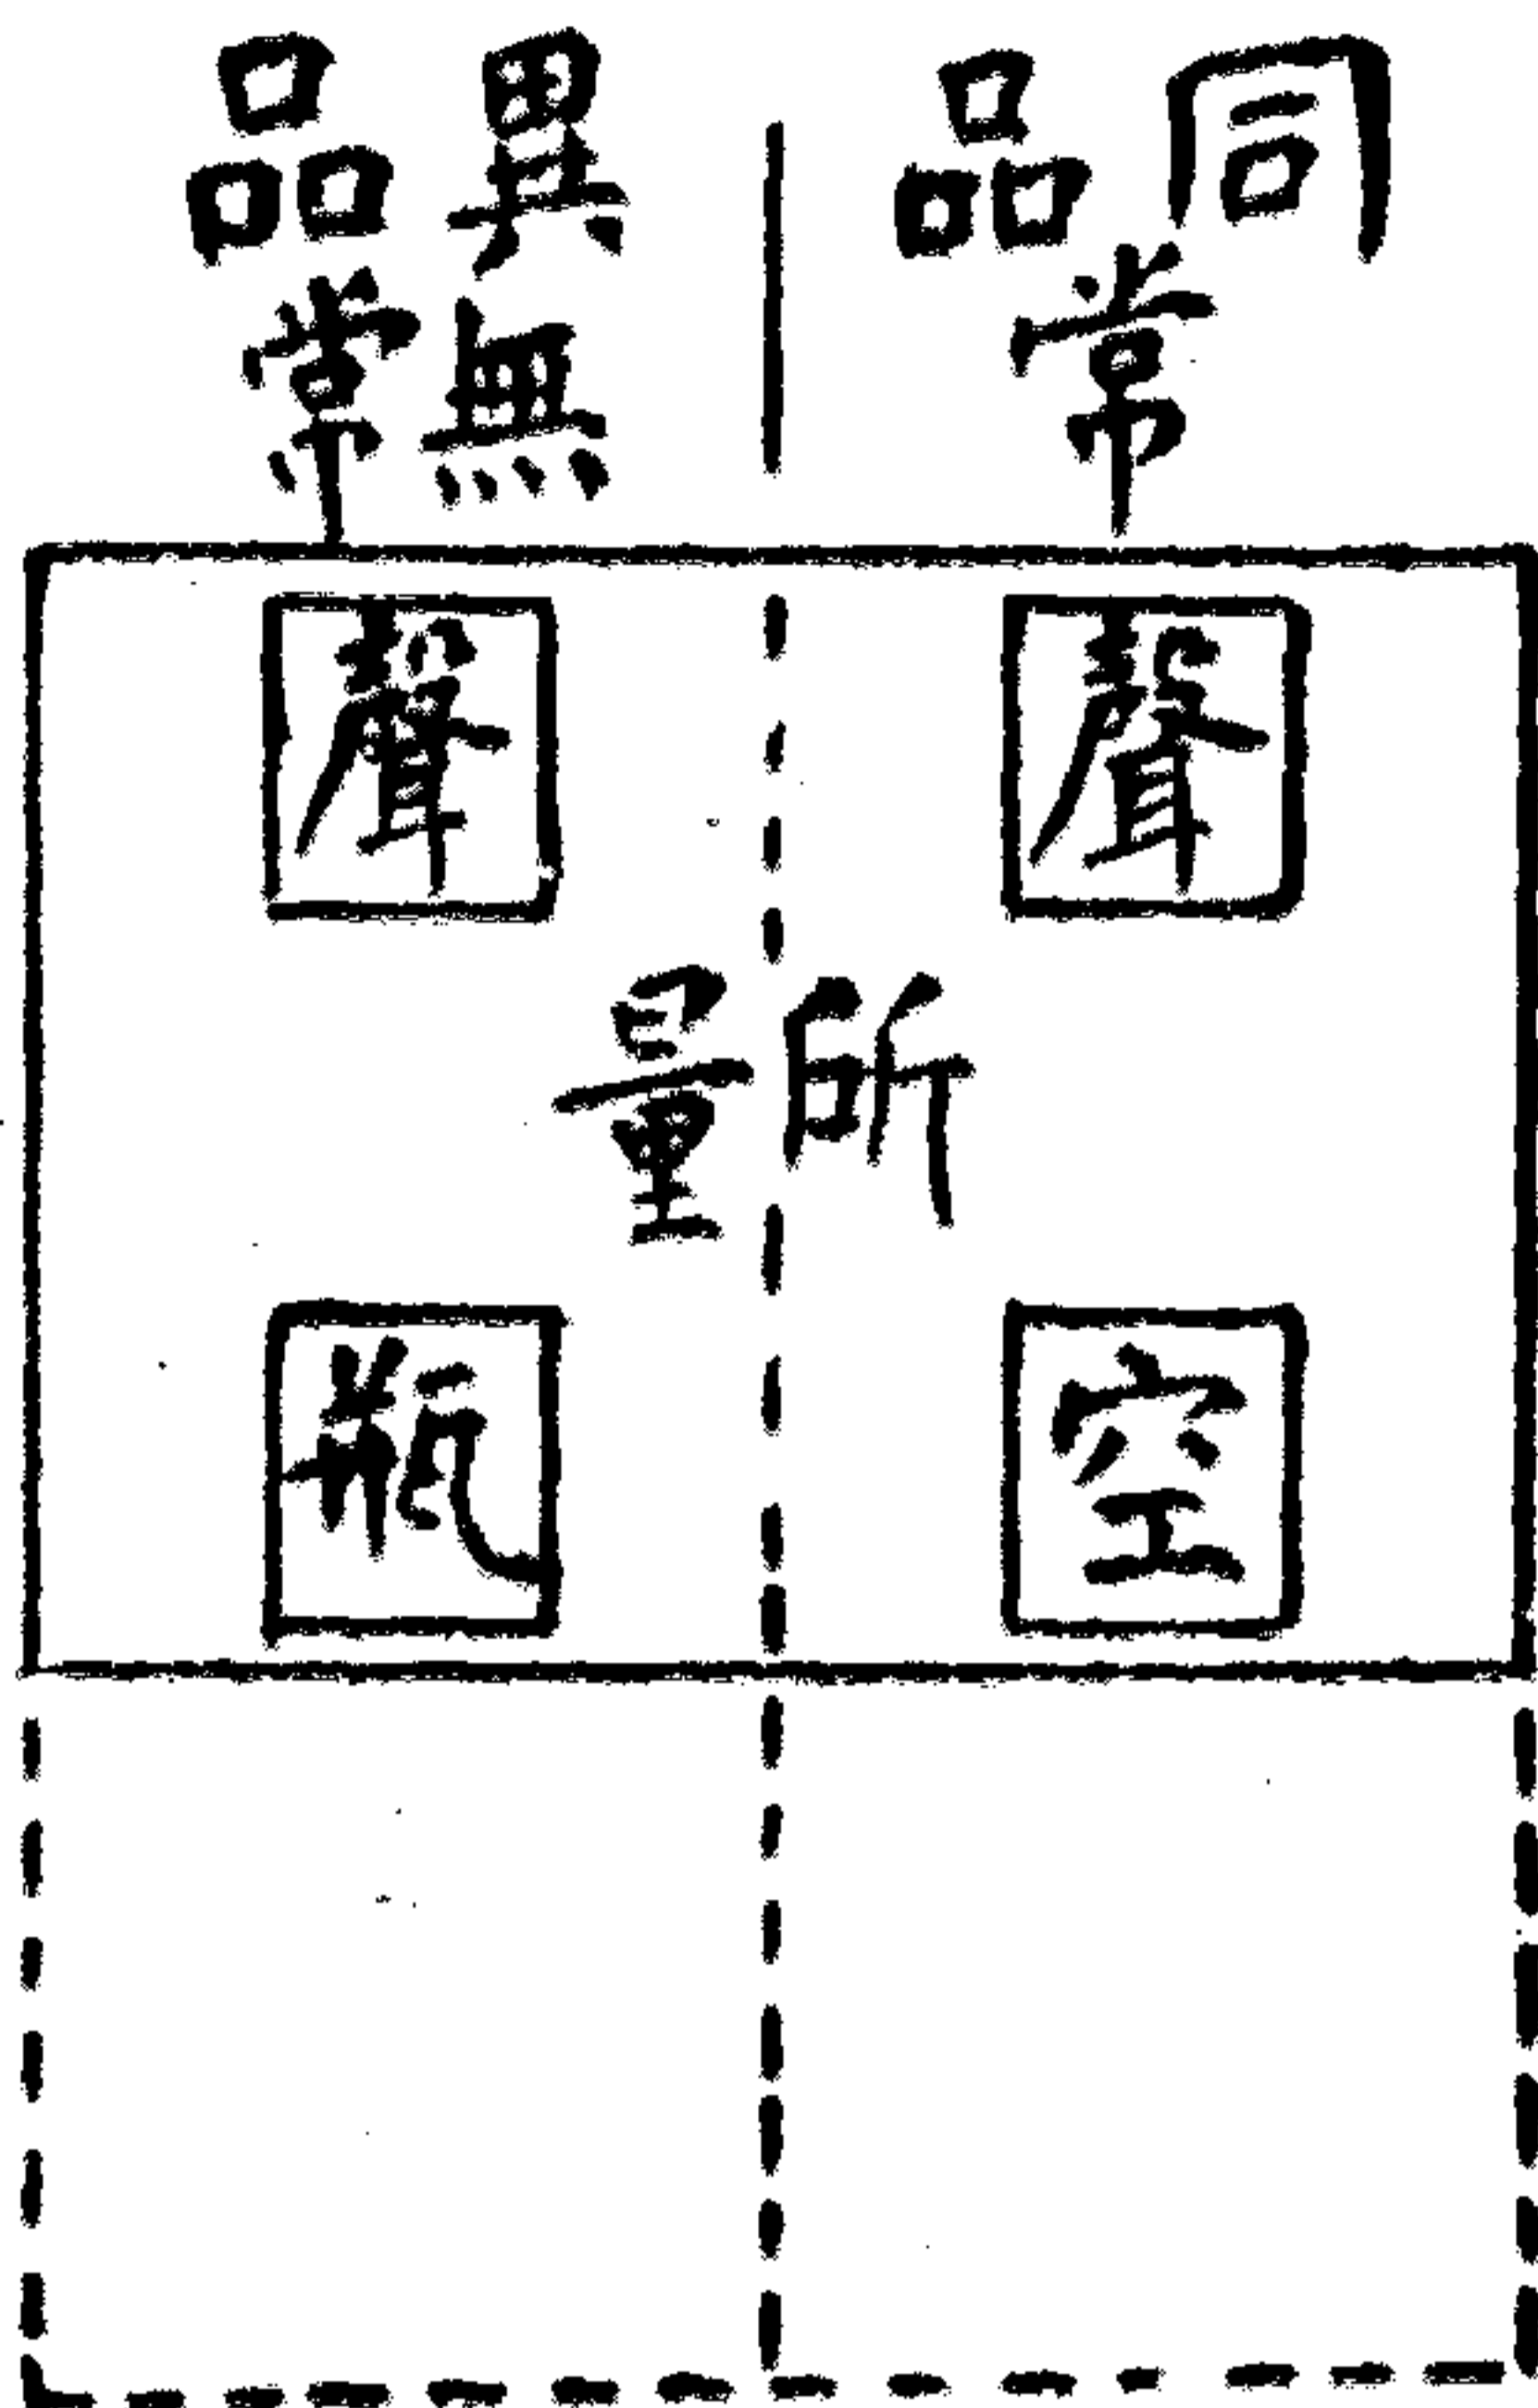 同品
常
異品
無常
聲
聲
所量
空
瓶